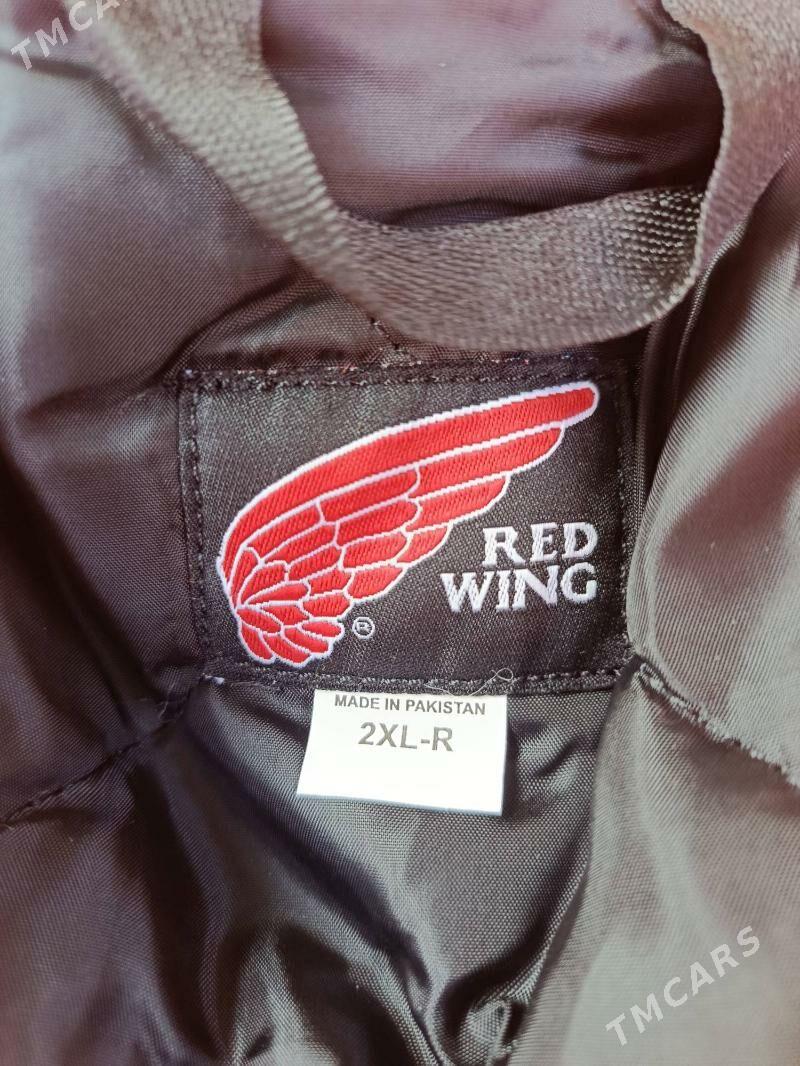 TMCARS
RED
WING
®
MADE IN PAKISTAN
2XL-R
TMCARS